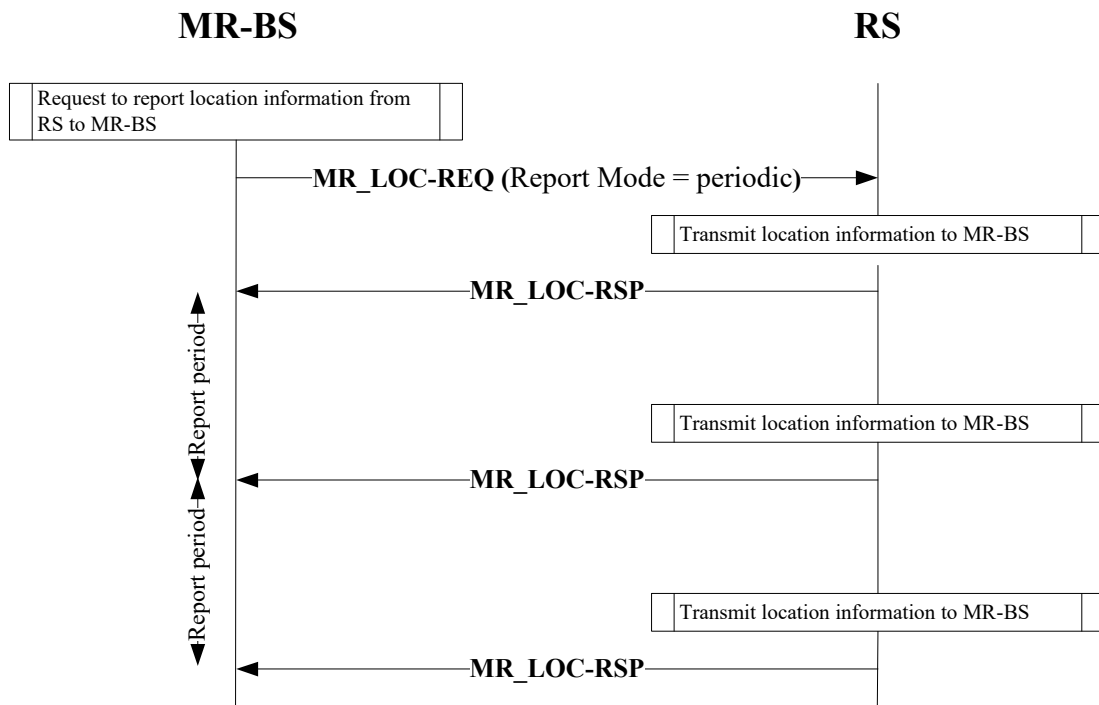 MR-BS
RS
Request to report location information from
RS to MR-BS
MR_LOC-REQ (Report Mode = periodic)
Transmit location information to MR-BS
MR_LOC-RSP
Report period
Transmit location information to MR-BS
MR_LOC-RSP
Report period
Transmit location information to MR-BS
MR_LOC-RSP